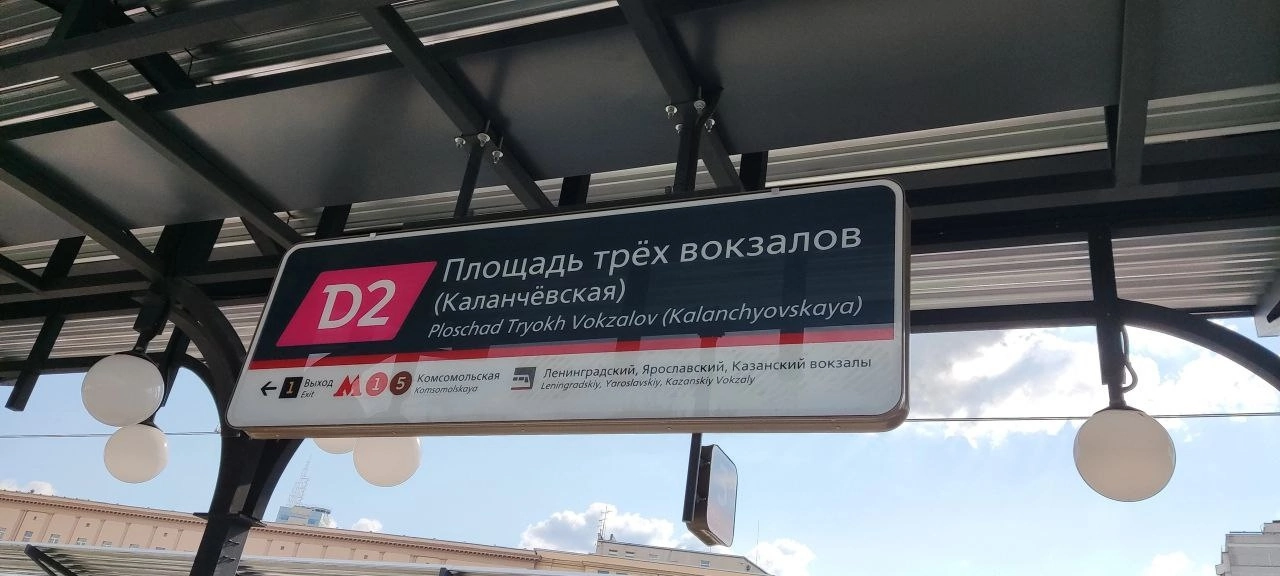 D2
Площадь трёх вокзалов
(Каланчёвская)
Ploschad Tryokh Vokzalov (Kalanchyovskaya)
← 1 Выход
Exit
М 1 5 Комсомольская
Komsomolskaya
Ленинградский, Ярославский, Казанский вокзалы
Leningradskiy, Yaroslavskiy, Kazanskiy Vokzaly